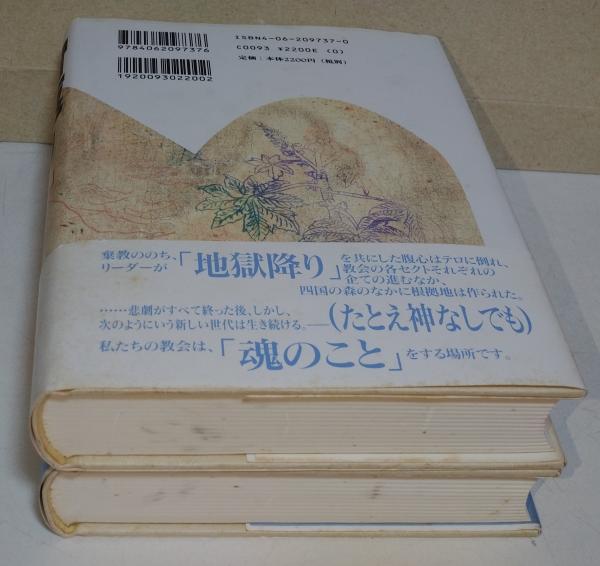 9784062097376
1920093022002
ISBN4-06-209737-0
C0093 ¥2200E (0)
定価:本体2200円(税別)
棄教ののち、
リーダーが「地獄降り」を共にした腹心はテロに倒れ、
教会の各セクトそれぞれの
企ての進むなか、
四国の森のなかに根拠地は作られた。
……悲劇がすべて終った後、しかし、
次のようにいう新しい世代は生き続ける。—(たとえ神なしでも)
私たちの教会は、「魂のこと」をする場所です。